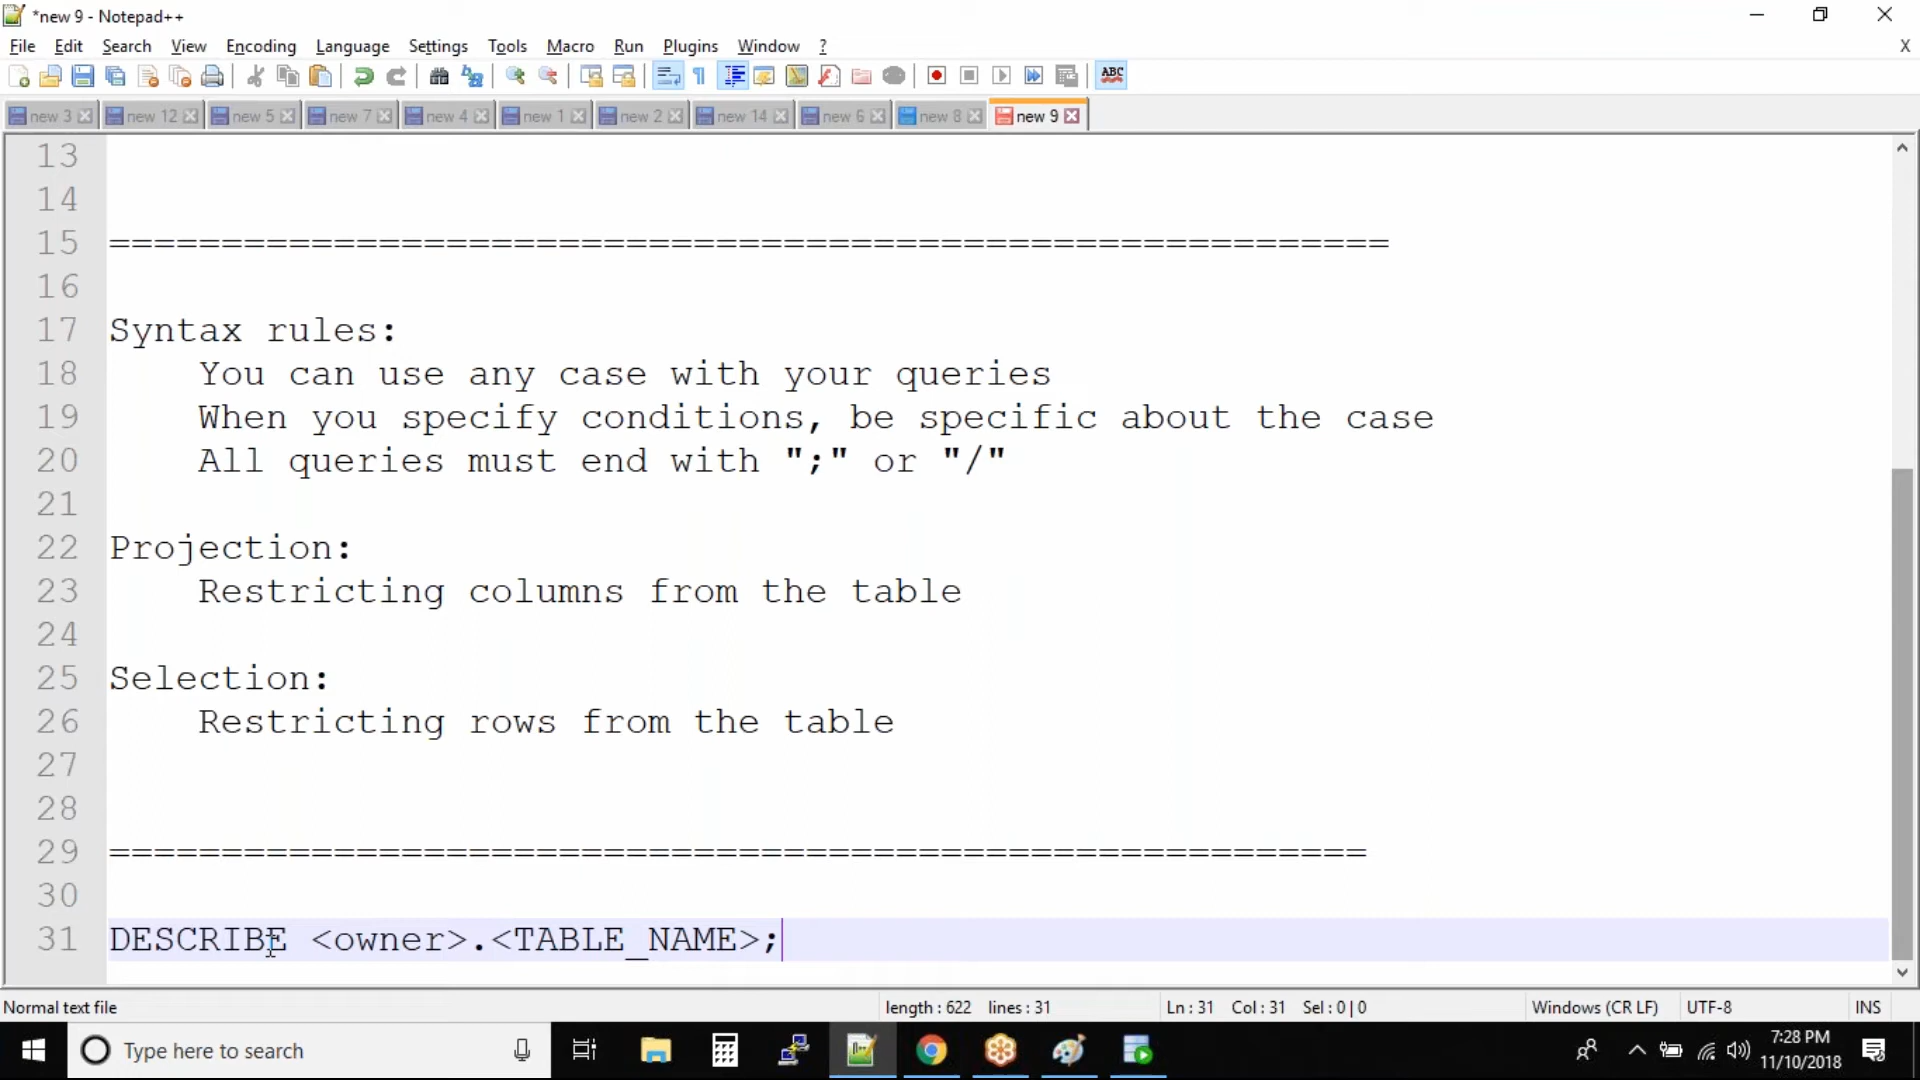 *new 9 - Notepad++
File Edit Search View Encoding Language Settings Tools Macro Run Plugins Window ? X
ABC
new 3 new 12 new 5 new 7 new 4 new 1 new 2 new 14 new 6 new 8 new 9
13
14
15 =========================================================
16
17 Syntax rules:
18 You can use any case with your queries
19 When you specify conditions, be specific about the case
20 All queries must end with ";" or "/"
21
22 Projection:
23 Restricting columns from the table
24
25 Selection:
26 Restricting rows from the table
27
28
29 ========================================================
30
31 DESCRIBE <owner>.<TABLE_NAME>;
Normal text file length : 622 lines : 31 Ln : 31 Col : 31 Sel : 0 | 0 Windows (CR LF) UTF-8 INS
Type here to search
7:28 PM
11/10/2018